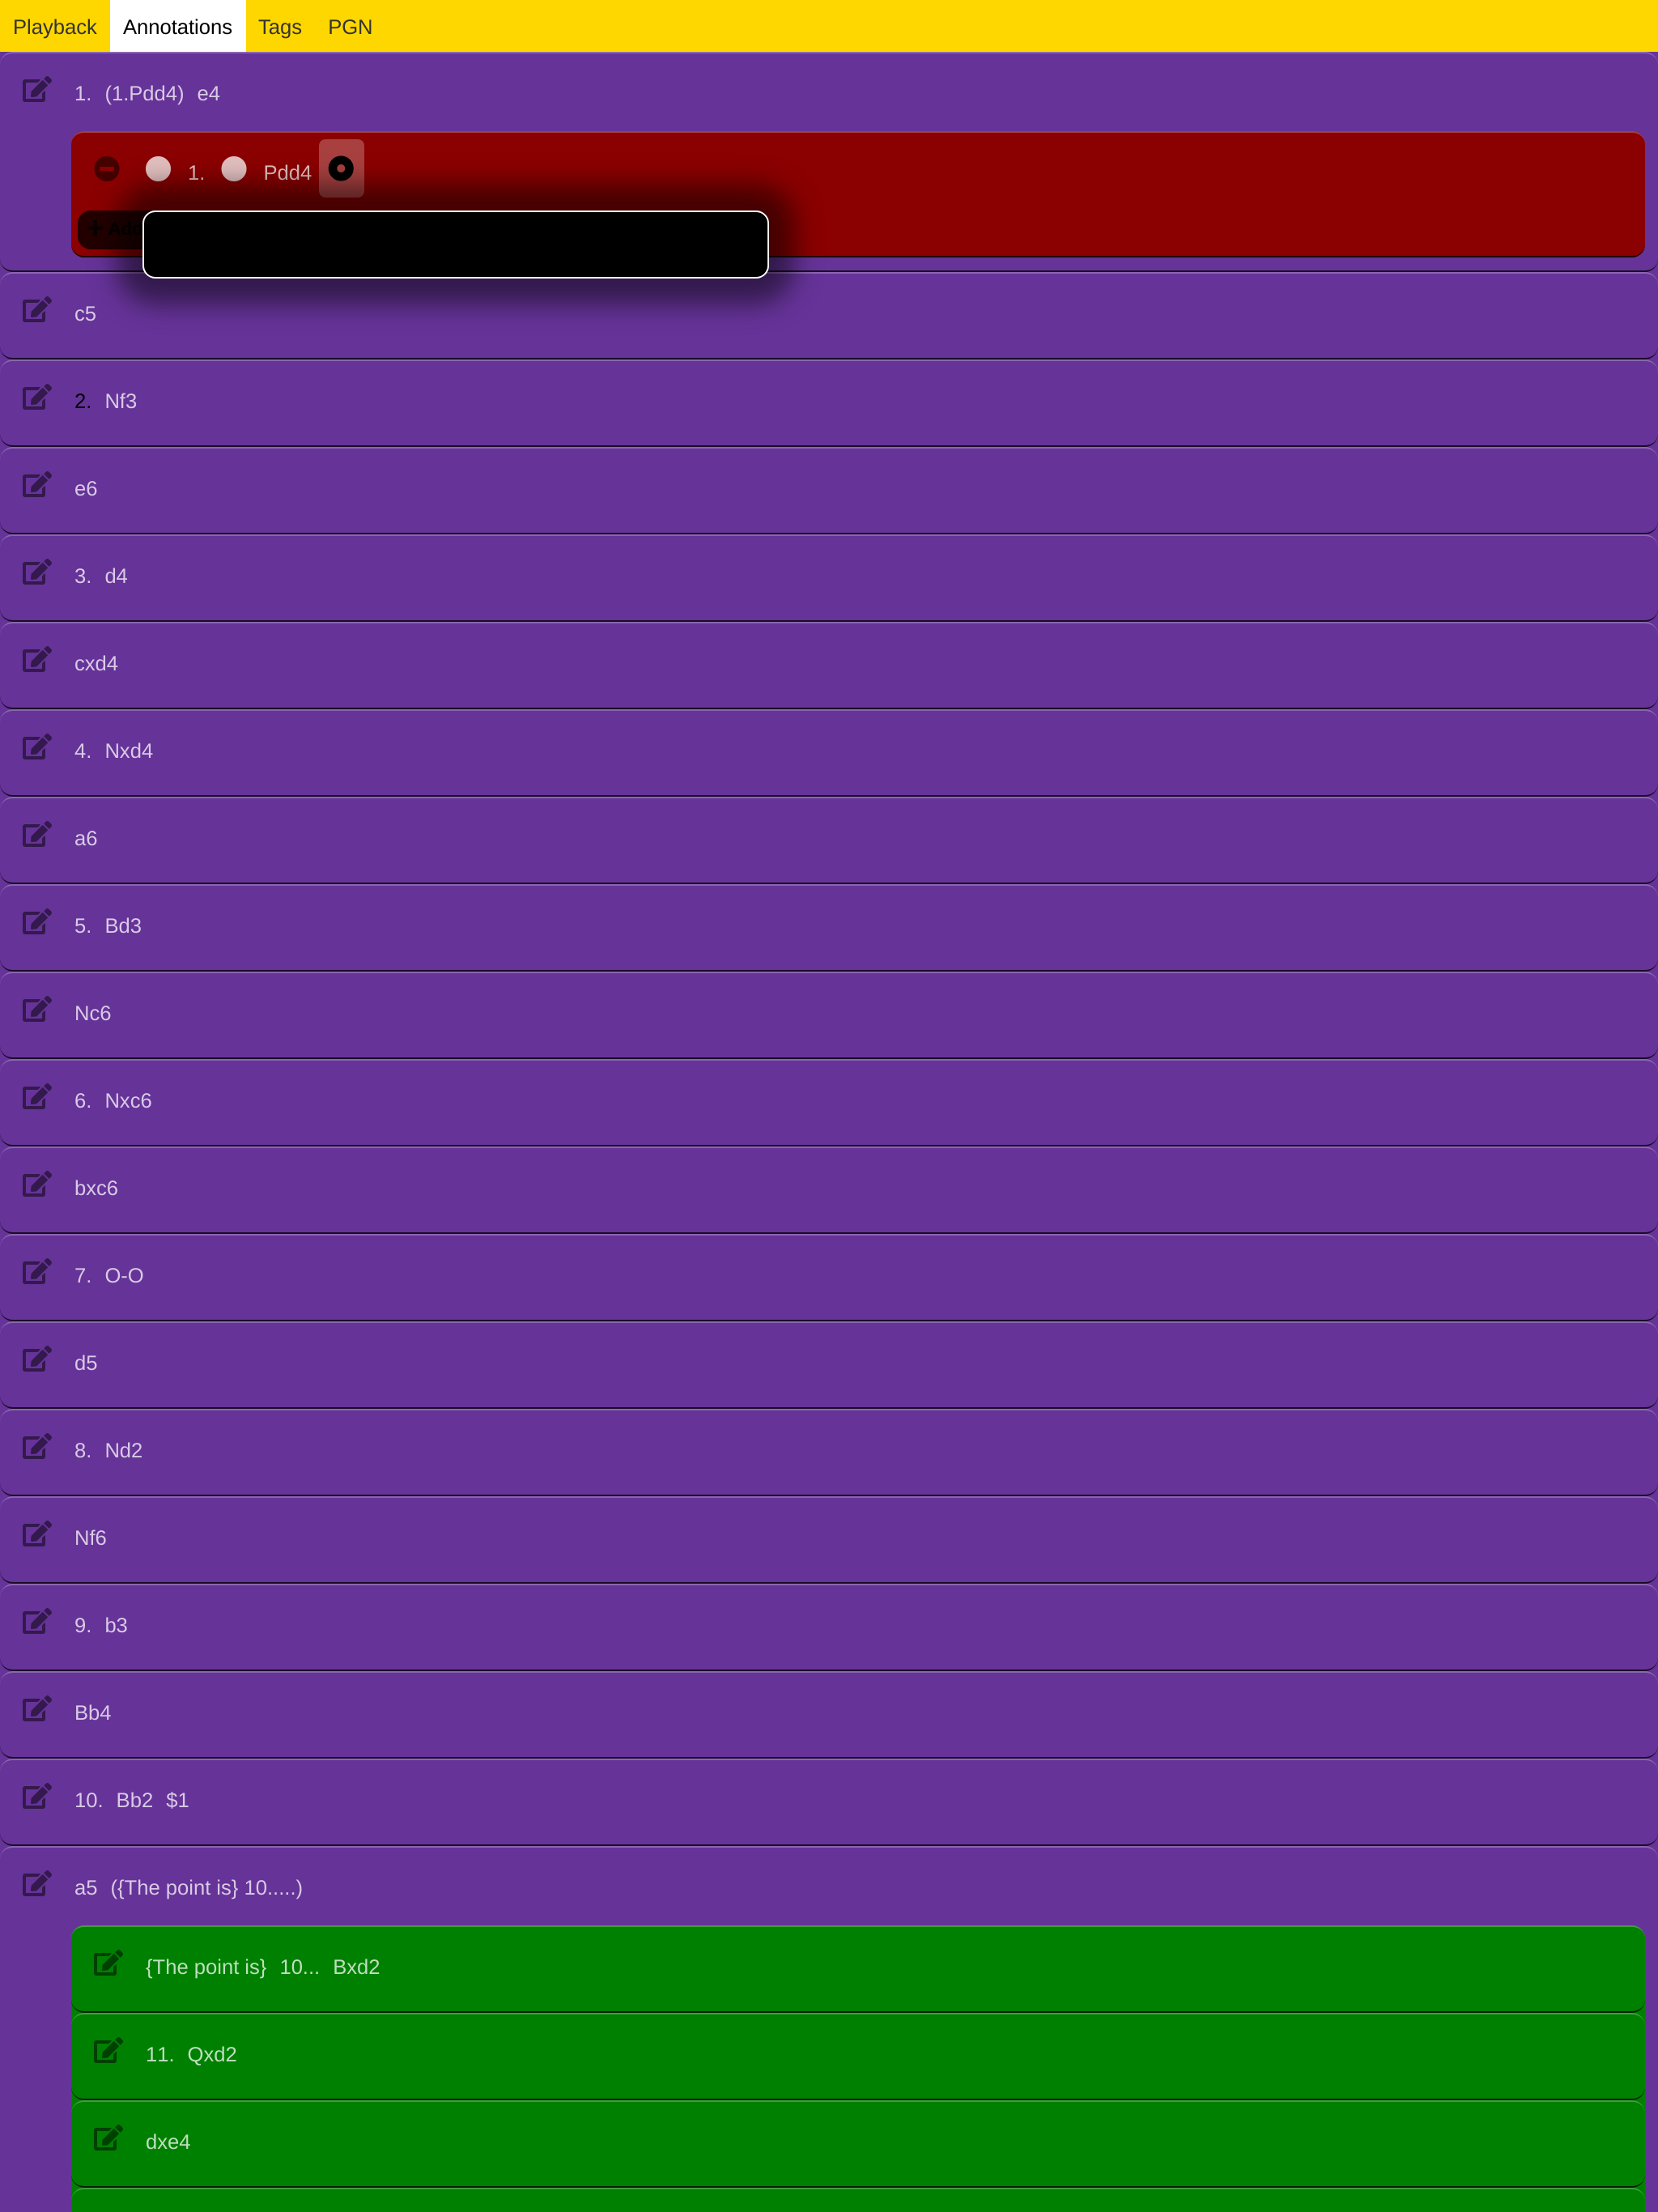 Playback Annotations Tags PGN
1. (1.Pdd4) e4
1. Pdd4
c5
2. Nf3
e6
3. d4
cxd4
4. Nxd4
a6
5. Bd3
Nc6
6. Nxc6
bxc6
7. O-O
d5
8. Nd2
Nf6
9. b3
Bb4
10. Bb2 $1
a5 ({The point is} 10.....)
{The point is} 10... Bxd2
11. Qxd2
dxe4